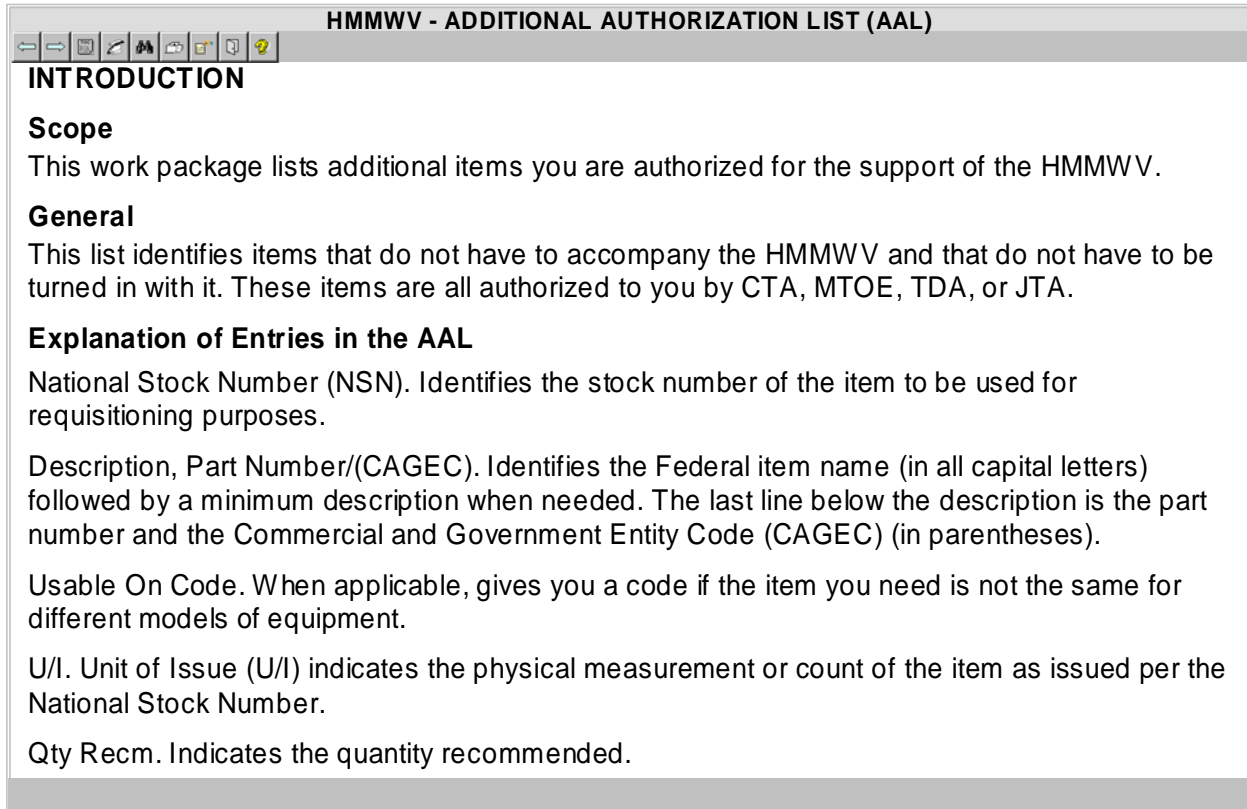 HMMWV - ADDITIONAL AUTHORIZATION LIST (AAL)
INTRODUCTION
Scope
This work package lists additional items you are authorized for the support of the HMMWV.
General
This list identifies items that do not have to accompany the HMMWV and that do not have to be
turned in with it. These items are all authorized to you by CTA, MTOE, TDA, or JTA.
Explanation of Entries in the AAL
National Stock Number (NSN). Identifies the stock number of the item to be used for
requisitioning purposes.
Description, Part Number/(CAGEC). Identifies the Federal item name (in all capital letters)
followed by a minimum description when needed. The last line below the description is the part
number and the Commercial and Government Entity Code (CAGEC) (in parentheses).
Usable On Code. When applicable, gives you a code if the item you need is not the same for
different models of equipment.
U/I. Unit of Issue (U/I) indicates the physical measurement or count of the item as issued per the
National Stock Number.
Qty Recm. Indicates the quantity recommended.